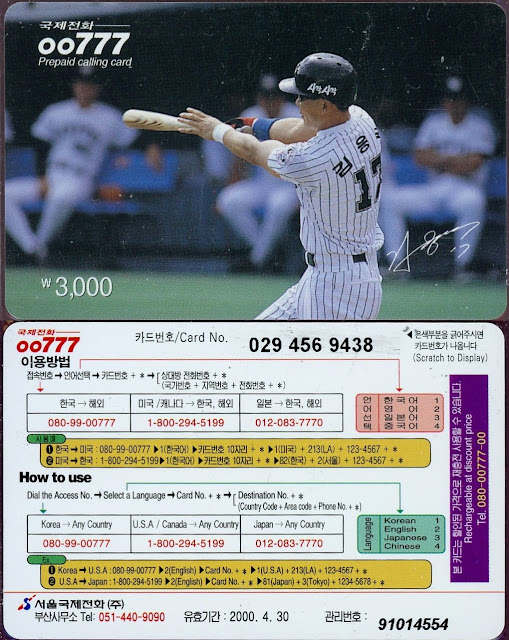 국제전화
00777
Prepaid calling card
김응
17
₩ 3,000
국제전화
00777
카드번호/Card No.
029 456 9438
◀ 은색부분을 긁어주시면
카드번호가 나옵니다
(Scratch to Display)
이용방법
접속번호 → 언어선택 → 카드번호 + * → 상대방 전화번호 + *
(국가번호 + 지역번호 + 전화번호 + *)
한국 → 해외 미국/캐나다 → 한국, 해외 일본 → 한국, 해외
080-99-00777 1-800-294-5199 012-083-7770
언어선택
한국어 1
영어 2
일본어 3
중국어 4
사용예
❶ 한국 → 미국 : 080-99-00777 ▶1(한국어) ▶카드번호 10자리 + * ▶1(미국) + 213(LA) + 123-4567 + *
❷ 미국 → 한국 : 1-800-294-5199 ▶1(한국어) ▶카드번호 10자리 + * ▶82(한국) + 2(서울) + 123-4567 + *
How to use
Dial the Access No. → Select a Language → Card No. + * → Destination No. + *
(Country Code + Area code + Phone No. + *)
Korea → Any Country U.S.A / Canada → Any Country Japan → Any Country
080-99-00777 1-800-294-5199 012-083-7770
Language
Korean 1
English 2
Japanese 3
Chinese 4
Ex.
❶ Korea → U.S.A : 080-99-00777 ▶2(English) ▶Card No. + * ▶1(U.S.A) + 213(LA) + 123-4567 + *
❷ U.S.A → Japan : 1-800-294-5199 ▶2(English) ▶Card No. + * ▶81(Japan) + 3(Tokyo) + 1234-5678 + *
본 카드는 할인된 가격으로 재충전 사용할 수 있습니다.
Rechargeable at discount price
Tel. 080-00777-00
서울국제전화 (주)
부산사무소 Tel: 051-440-9090
유효기간 : 2000. 4. 30
관리번호 :
91014554